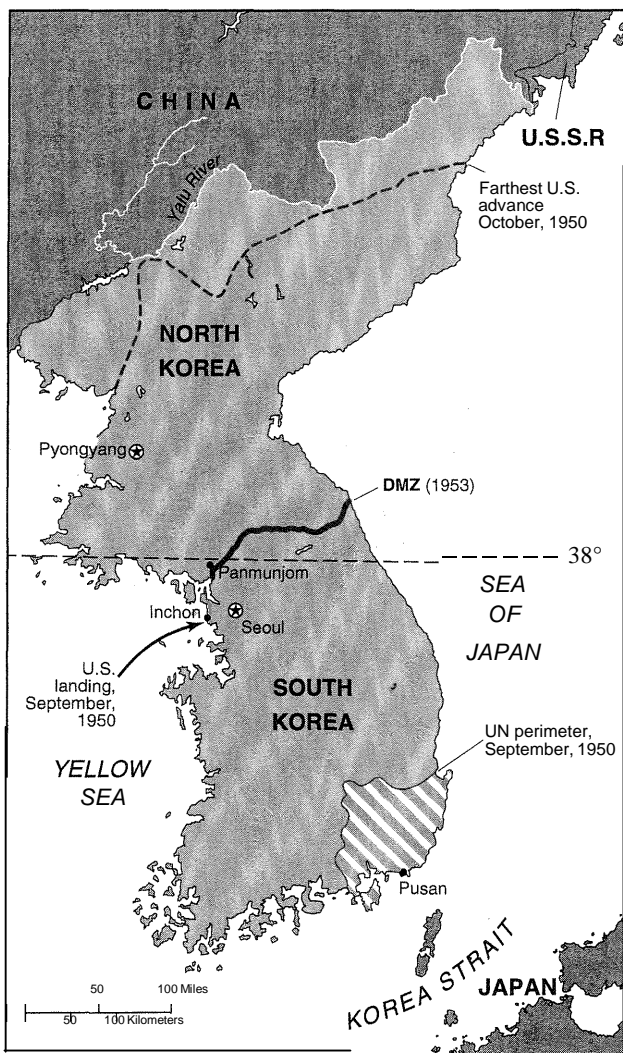 CHINA
U.S.S.R
Yalu River
Farthest U.S.
advance
October, 1950
NORTH
KOREA
Pyongyang
DMZ (1953)
38°
Panmunjom
SEA
OF
JAPAN
Inchon
Seoul
U.S.
landing,
September,
1950
SOUTH
KOREA
UN perimeter,
September, 1950
YELLOW
SEA
Pusan
KOREA STRAIT
JAPAN
50 100 Miles
50 100 Kilometers